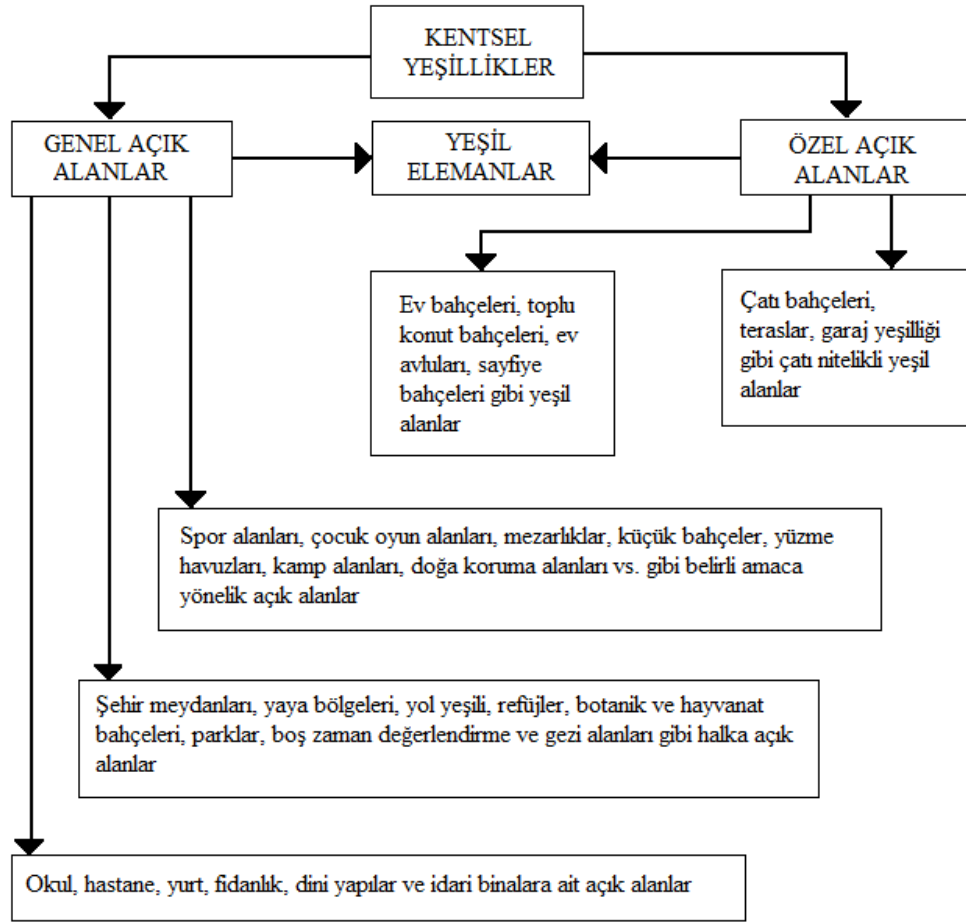 KENTSEL
YEŞİLLİKLER
GENEL AÇIK
ALANLAR
YEŞİL
ELEMANLAR
ÖZEL AÇIK
ALANLAR
Ev bahçeleri, toplu
konut bahçeleri, ev
avluları, sayfiye
bahçeleri gibi yeşil
alanlar
Çatı bahçeleri,
teraslar, garaj yeşilliği
gibi çatı nitelikli yeşil
alanlar
Spor alanları, çocuk oyun alanları, mezarlıklar, küçük bahçeler, yüzme
havuzları, kamp alanları, doğa koruma alanları vs. gibi belirli amaca
yönelik açık alanlar
Şehir meydanları, yaya bölgeleri, yol yeşili, refüjler, botanik ve hayvanat
bahçeleri, parklar, boş zaman değerlendirme ve gezi alanları gibi halka açık
alanlar
Okul, hastane, yurt, fidanlık, dini yapılar ve idari binalara ait açık alanlar